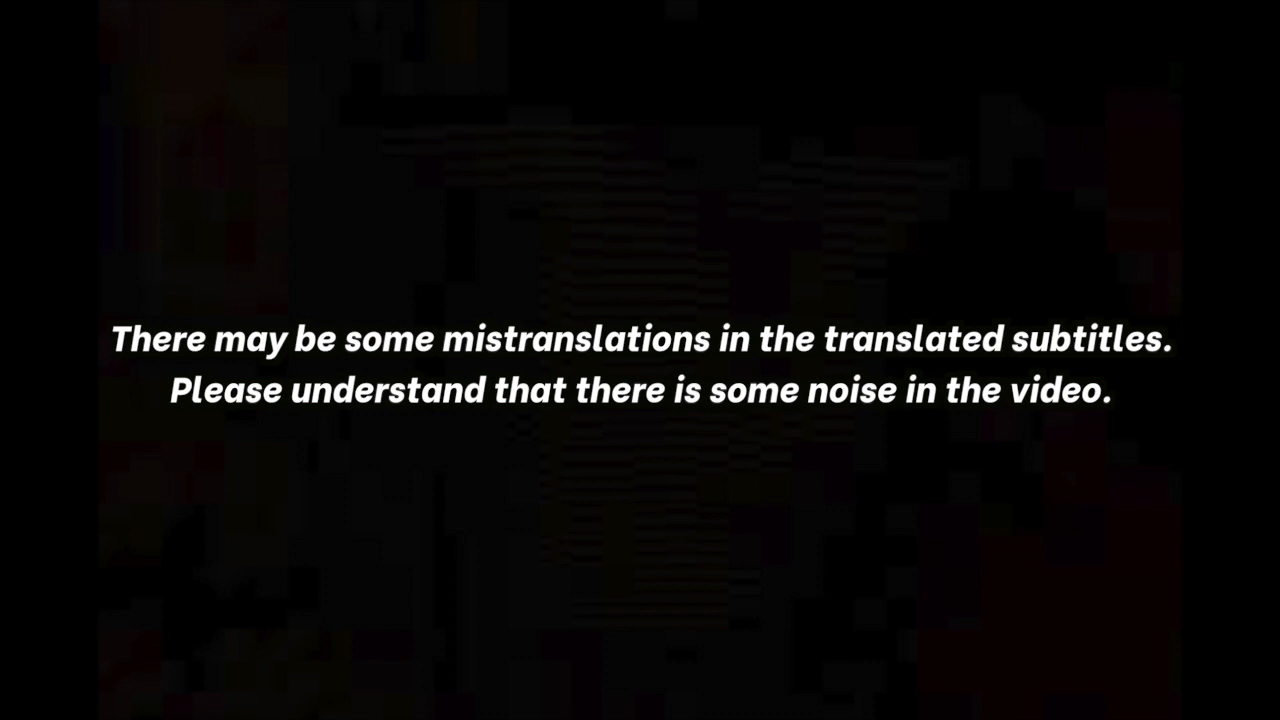 There may be some mistranslations in the translated subtitles.
Please understand that there is some noise in the video.